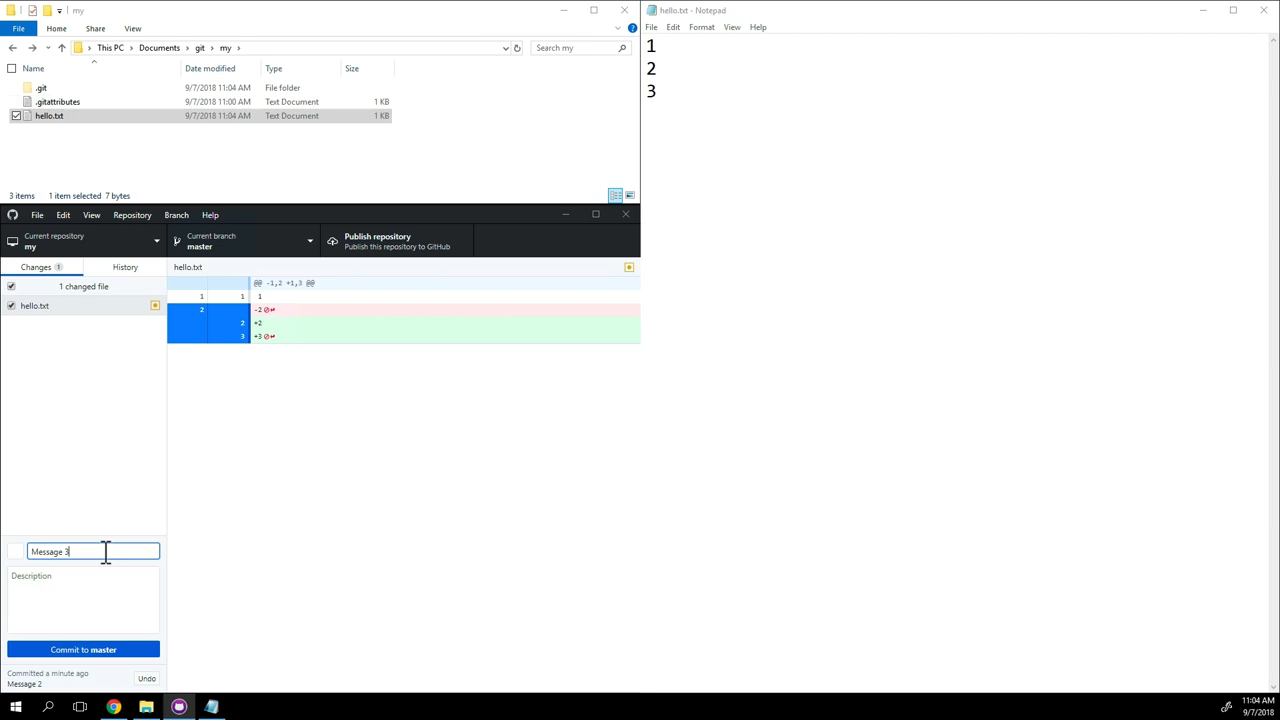 my
File
Home
Share
View
This PC
Documents
git
my
Search my
Name
Date modified
Type
Size
.git
9/7/2018 11:04 AM
File folder
.gitattributes
9/7/2018 11:00 AM
Text Document
1 KB
hello.txt
9/7/2018 11:04 AM
Text Document
1 KB
3 items
1 item selected 7 bytes
File
Edit
View
Repository
Branch
Help
Current repository
my
Current branch
master
Publish repository
Publish this repository to GitHub
Changes 1
History
hello.txt
1 changed file
hello.txt
@@ -1,2 +1,3 @@
1 1 1
2 -2
2 +2
3 +3
Message 3
Description
Commit to master
Committed a minute ago
Message 2
Undo
hello.txt - Notepad
File
Edit
Format
View
Help
1
2
3
11:04 AM
9/7/2018